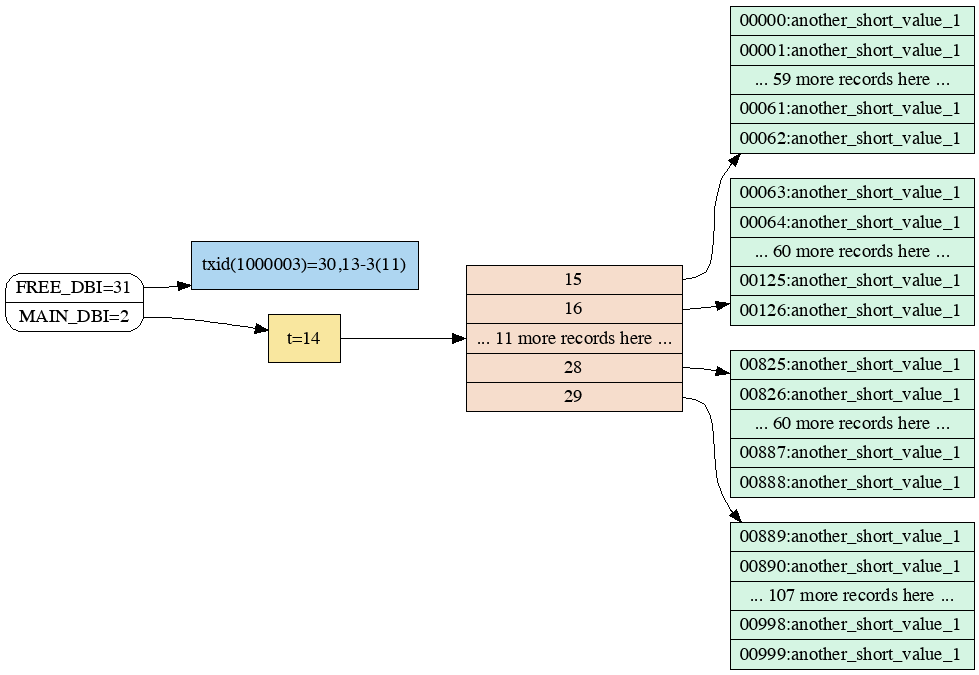 FREE_DBI=31
MAIN_DBI=2
txid(1000003)=30,13-3(11)
t=14
15
16
... 11 more records here ...
28
29
00000:another_short_value_1
00001:another_short_value_1
... 59 more records here ...
00061:another_short_value_1
00062:another_short_value_1
00063:another_short_value_1
00064:another_short_value_1
... 60 more records here ...
00125:another_short_value_1
00126:another_short_value_1
00825:another_short_value_1
00826:another_short_value_1
... 60 more records here ...
00887:another_short_value_1
00888:another_short_value_1
00889:another_short_value_1
00890:another_short_value_1
... 107 more records here ...
00998:another_short_value_1
00999:another_short_value_1